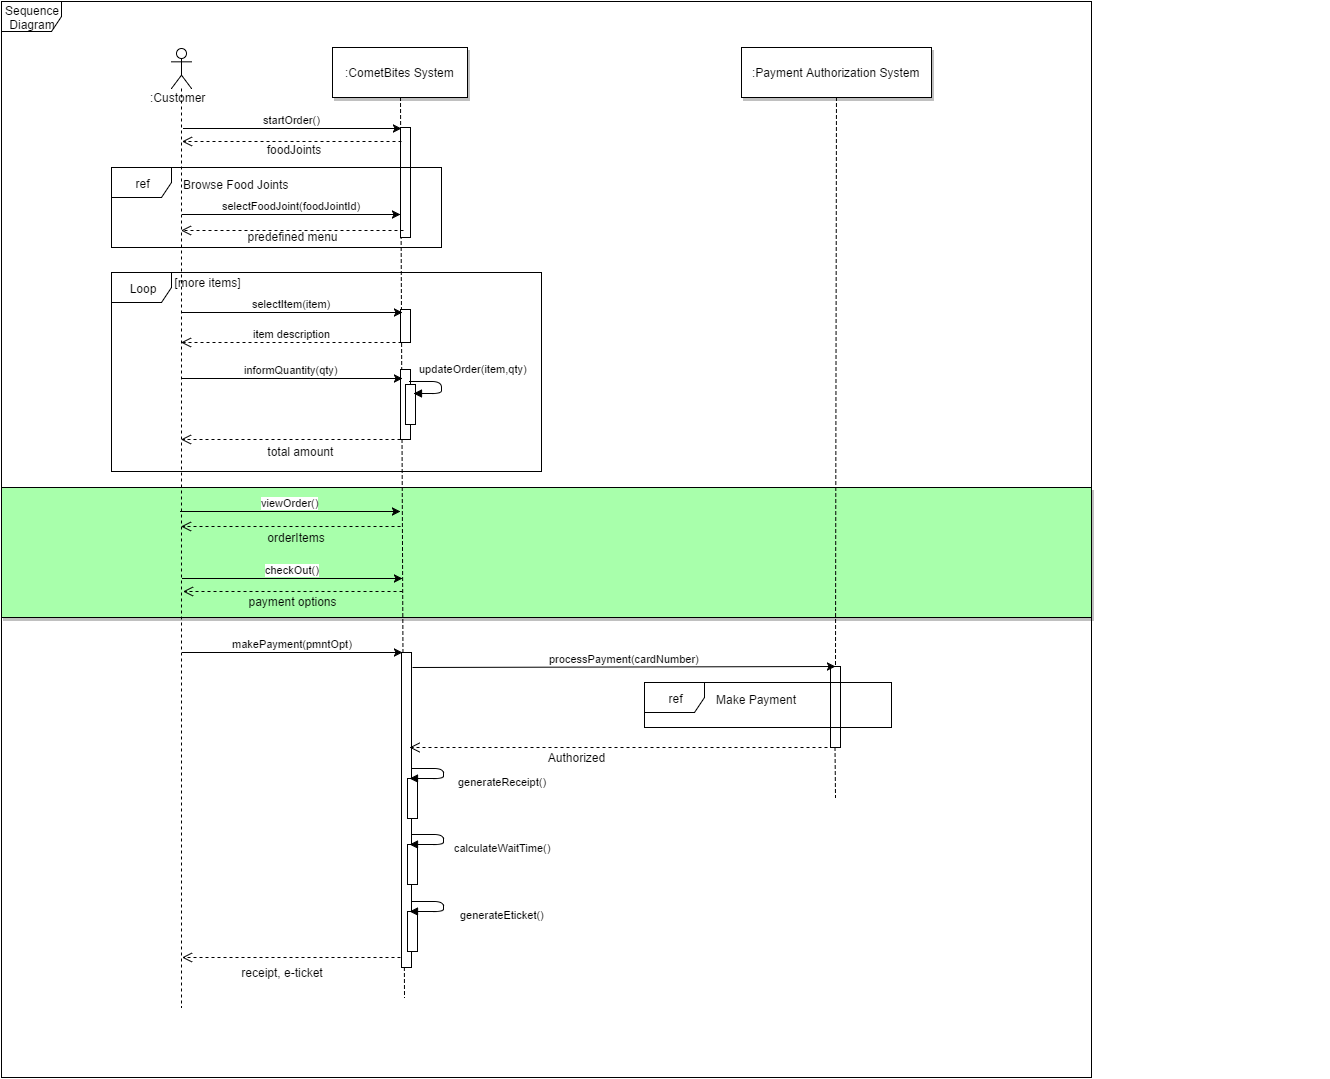 Sequence
Diagram
:Customer
:CometBites System
:Payment Authorization System
startOrder()
foodJoints
ref
Browse Food Joints
selectFoodJoint(foodJointId)
predefined menu
Loop
[more items]
selectItem(item)
item description
informQuantity(qty)
updateOrder(item,qty)
total amount
viewOrder()
orderItems
checkOut()
payment options
makePayment(pmntOpt)
processPayment(cardNumber)
ref
Make Payment
Authorized
generateReceipt()
calculateWaitTime()
generateEticket()
receipt, e-ticket